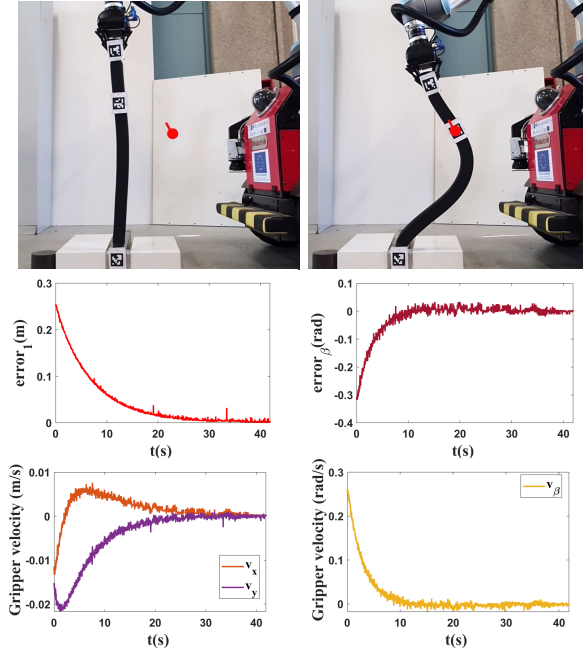 0.3
0.2
0.1
0
0 10 20 30 40
error1(m)
t(s)
0.1
0
-0.1
-0.2
-0.3
-0.4
0 10 20 30 40
errorβ(rad)
t(s)
0.01
0
-0.01
-0.02
0 10 20 30 40
Gripper velocity (m/s)
t(s)
vx
vy
0.3
0.2
0.1
0
0 10 20 30 40
Gripper velocity (rad/s)
t(s)
vβ